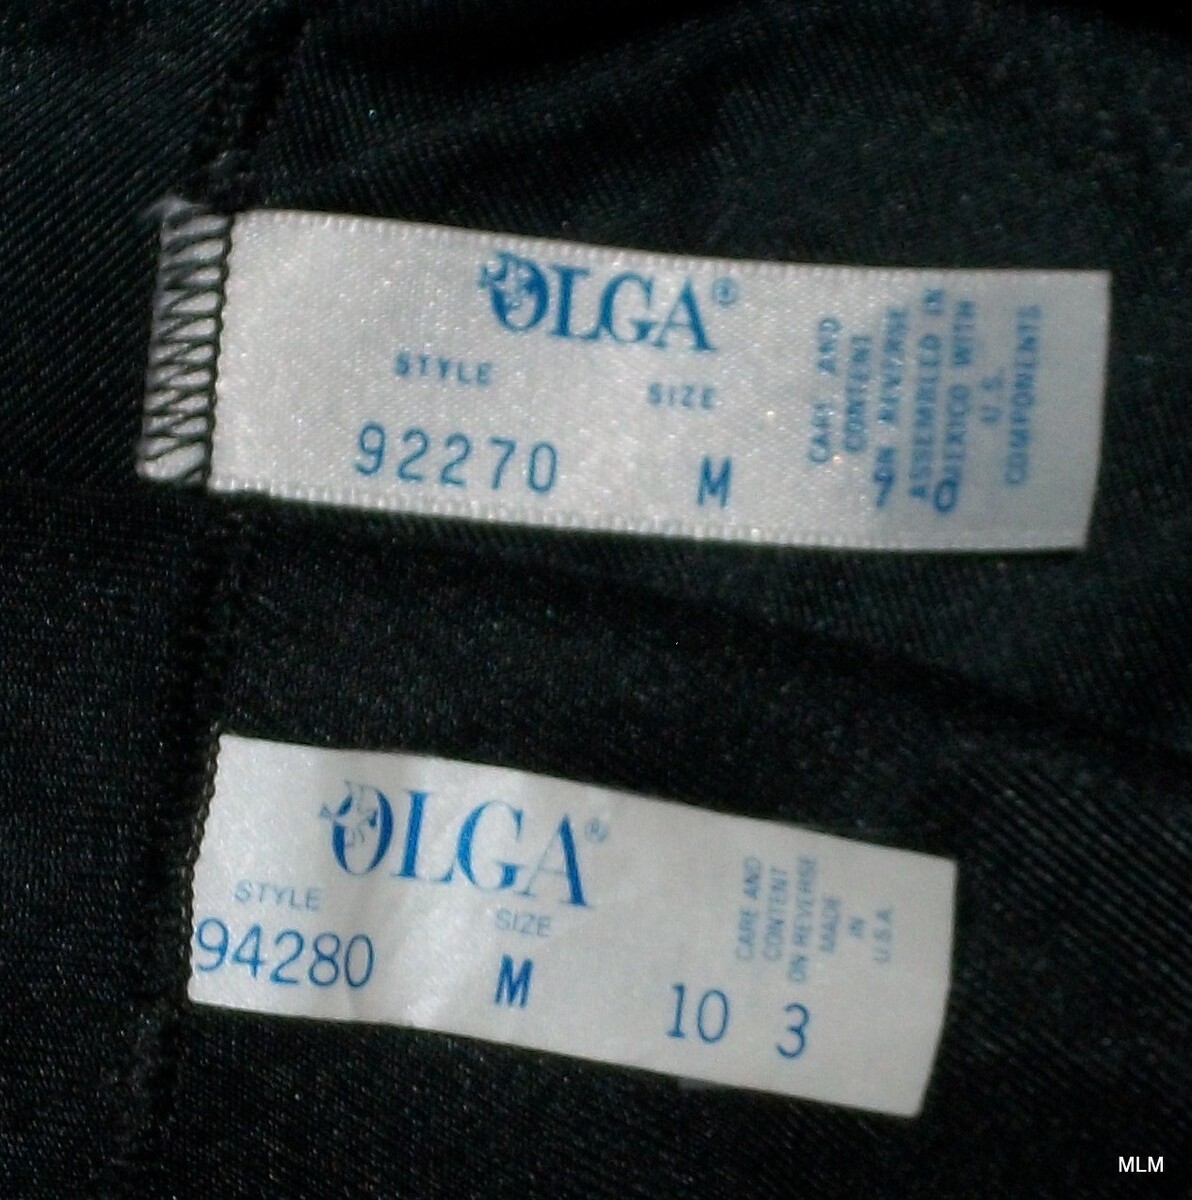 OLGA®
STYLE
SIZE
92270
M
CARE AND
CONTENT
ON REVERSE
ASSEMBLED IN
MEXICO WITH
U.S.
COMPONENTS
OLGA®
STYLE
SIZE
94280
M
10 3
CARE AND
CONTENT
ON REVERSE
MADE
IN
U.S.A.
MLM